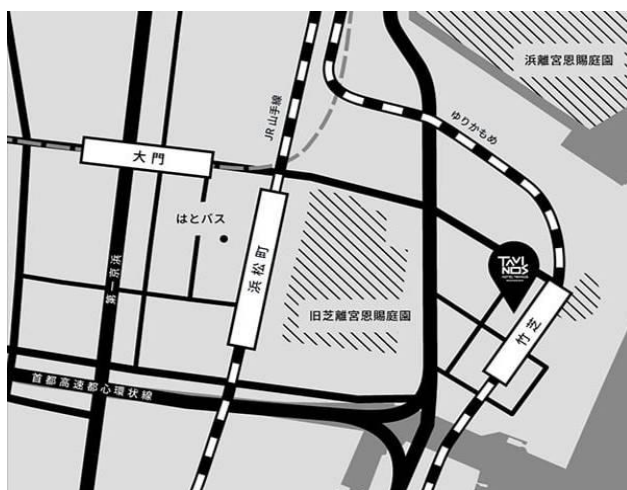 浜離宮恩賜庭園
JR 山手線
ゆりかもめ
大門
はとバス
第一京浜
浜松町
TAVI
NOS
旧芝離宮恩賜庭園
竹芝
首都高速都心環状線